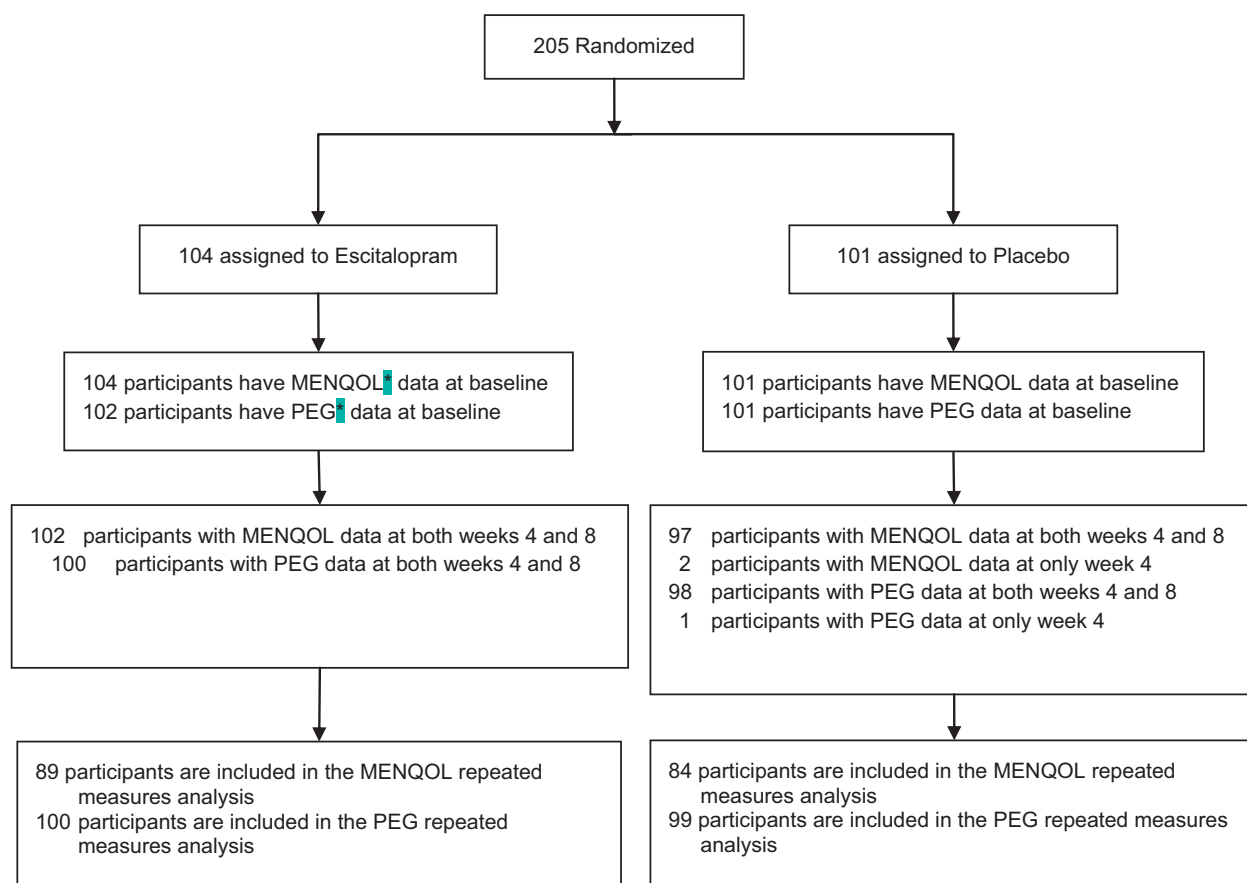 205 Randomized
104 assigned to Escitalopram
101 assigned to Placebo
104 participants have MENQOL* data at baseline
102 participants have PEG* data at baseline
101 participants have MENQOL data at baseline
101 participants have PEG data at baseline
102 participants with MENQOL data at both weeks 4 and 8
100 participants with PEG data at both weeks 4 and 8
97 participants with MENQOL data at both weeks 4 and 8
2 participants with MENQOL data at only week 4
98 participants with PEG data at both weeks 4 and 8
1 participants with PEG data at only week 4
89 participants are included in the MENQOL repeated
measures analysis
100 participants are included in the PEG repeated
measures analysis
84 participants are included in the MENQOL repeated
measures analysis
99 participants are included in the PEG repeated measures
analysis